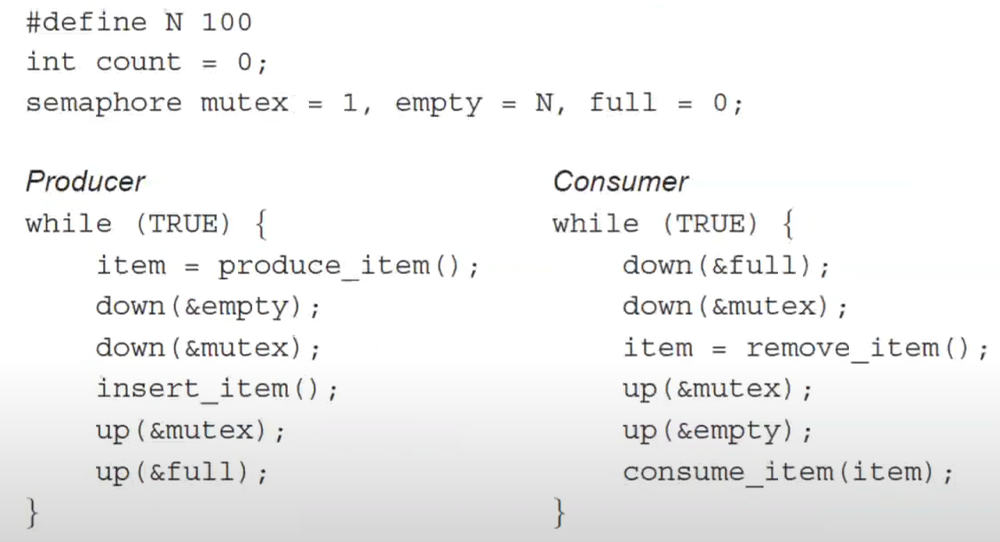 #define N 100
int count = 0;
semaphore mutex = 1, empty = N, full = 0;
Producer
while (TRUE) {
item = produce_item();
down(&empty);
down(&mutex);
insert_item();
up(&mutex);
up(&full);
}
Consumer
while (TRUE) {
down(&full);
down(&mutex);
item = remove_item();
up(&mutex);
up(&empty);
consume_item(item);
}